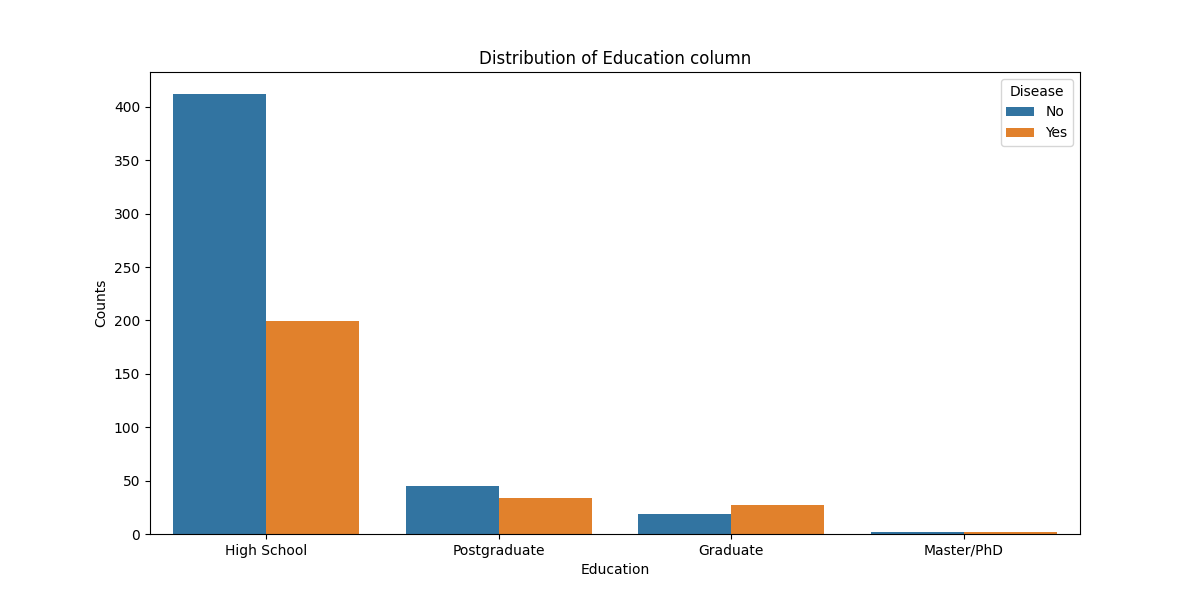 Distribution of Education column
Disease
No
Yes
400
350
300
250
200
150
100
50
0
Counts
High School
Postgraduate
Graduate
Master/PhD
Education